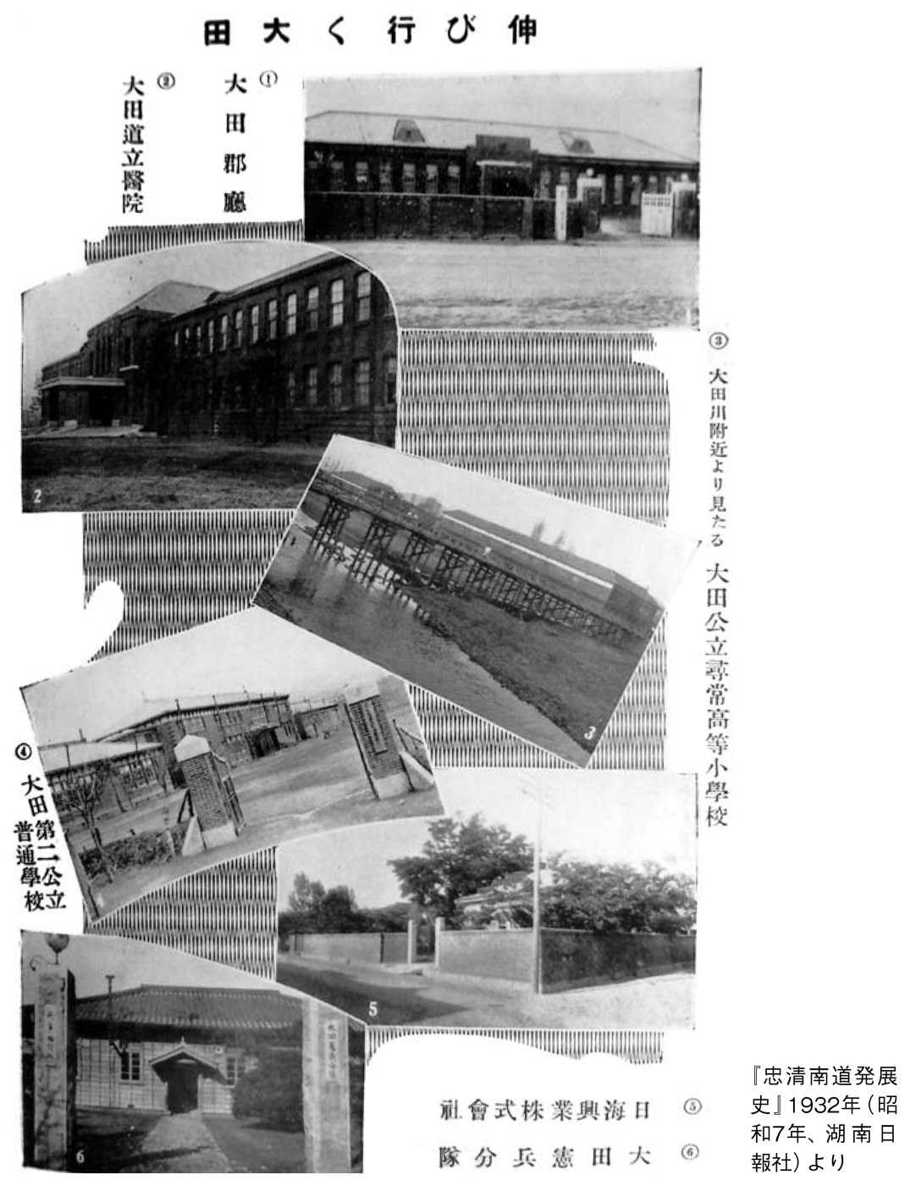 伸び行く大田
① 大田郡廳
② 大田道立醫院
③ 大田川附近より見たる 大田公立尋常高等小學校
④ 大田第二公立
普通學校
⑤ 日海興業株式會社
⑥ 大田憲兵分隊
2
3
5
6
『忠清南道発展
史』1932年（昭
和7年、湖南日
報社）より